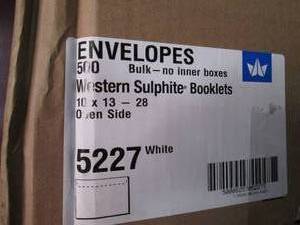 ENVELOPES
500 Bulk—no inner boxes
Western Sulphite® Booklets
10 x 13 – 28
Open Side
5227 White